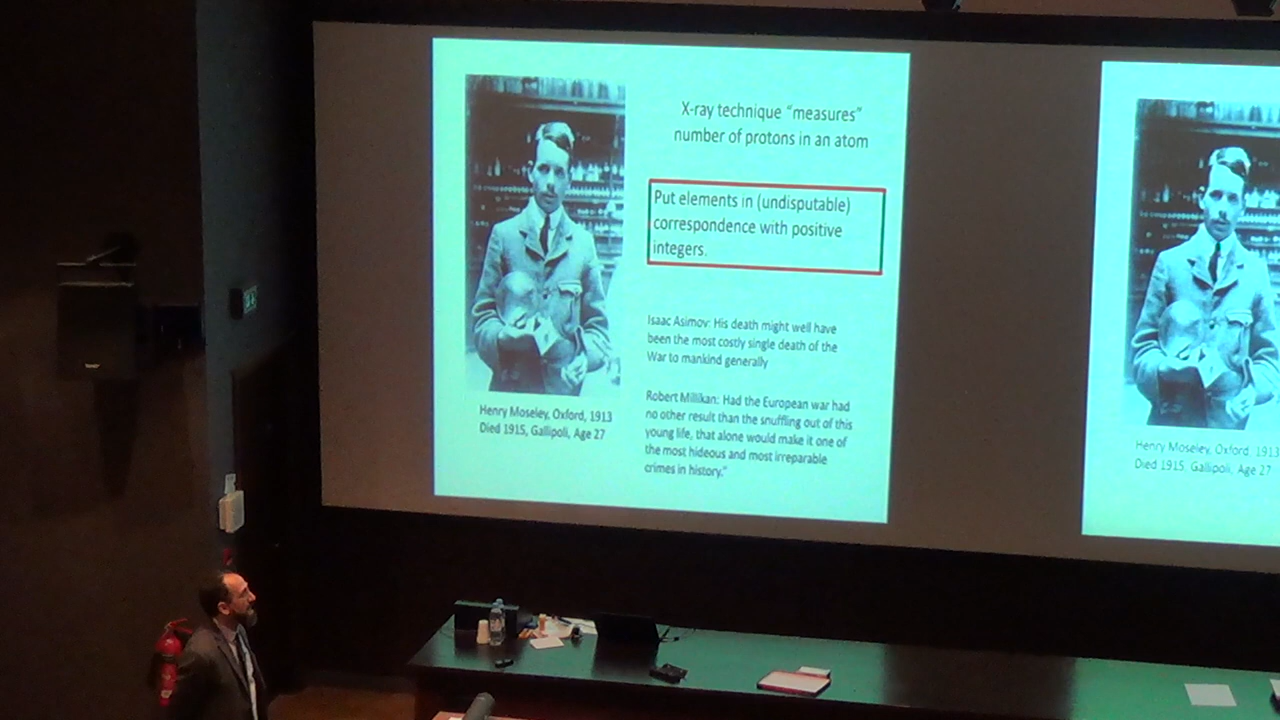 X-ray technique “measures”
number of protons in an atom
Put elements in (undisputable)
correspondence with positive
integers.
Isaac Asimov: His death might well have
been the most costly single death of the
War to mankind generally
Robert Millikan: Had the European war had
no other result than the snuffling out of this
young life, that alone would make it one of
the most hideous and most irreparable
crimes in history.”
Henry Moseley, Oxford, 1913
Died 1915, Gallipoli, Age 27
Henry Moseley, Oxford, 1913
Died 1915, Gallipoli, Age 27